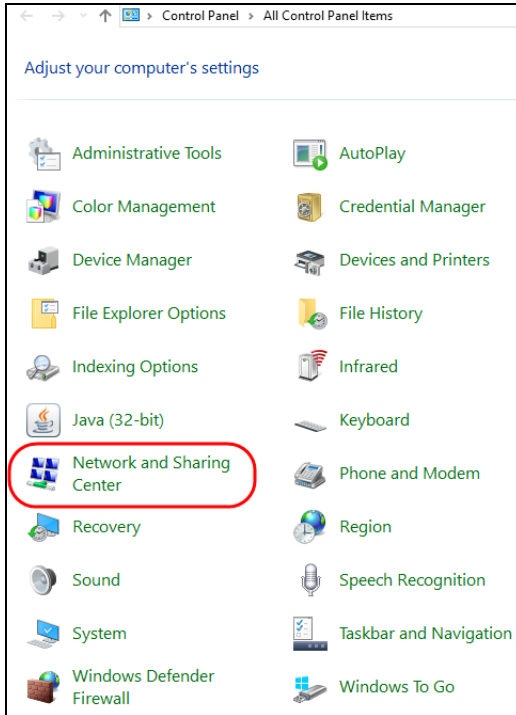 Control Panel > All Control Panel Items
Adjust your computer's settings
Administrative Tools
AutoPlay
Color Management
Credential Manager
Device Manager
Devices and Printers
File Explorer Options
File History
Indexing Options
Infrared
Java (32-bit)
Keyboard
Network and Sharing
Center
Phone and Modem
Recovery
Region
Sound
Speech Recognition
System
Taskbar and Navigation
Windows Defender
Firewall
Windows To Go